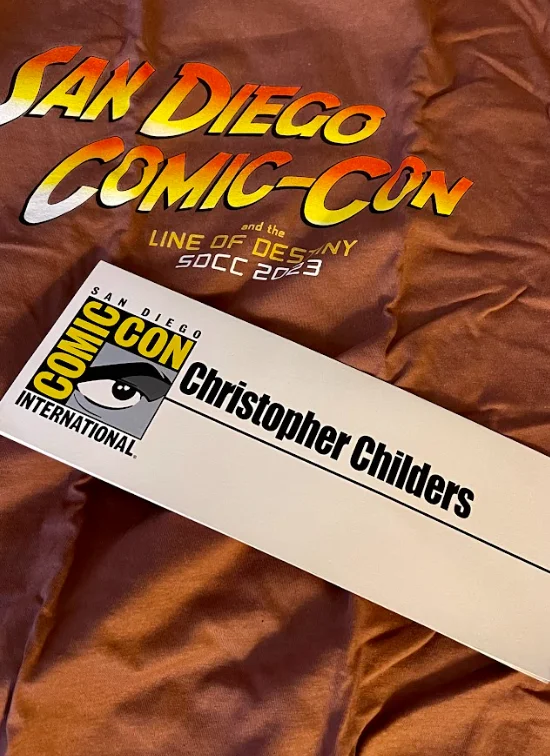 SAN DIEGO
COMIC-CON
and the
LINE OF DESTINY
SDCC 2023
SAN DIEGO
COMIC CON
INTERNATIONAL
Christopher Childers